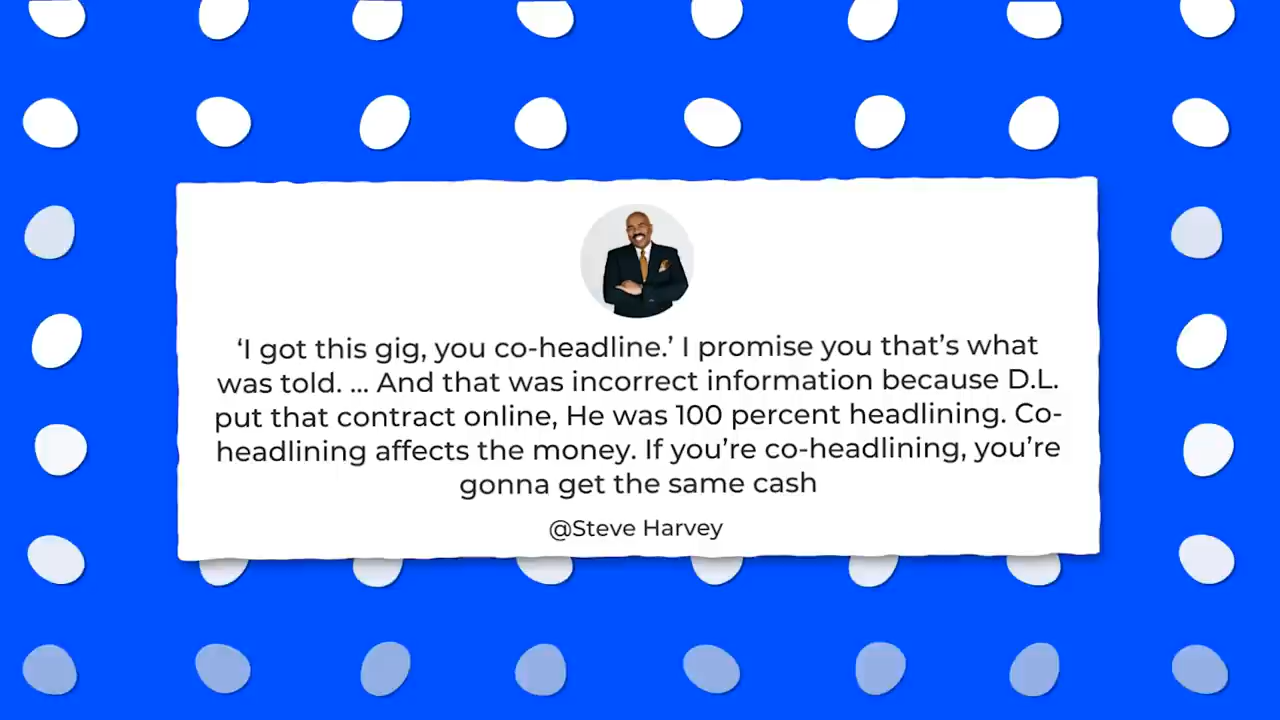 ‘I got this gig, you co-headline.’ I promise you that’s what
was told. ... And that was incorrect information because D.L.
put that contract online, He was 100 percent headlining. Co-
headlining affects the money. If you’re co-headlining, you’re
gonna get the same cash
@Steve Harvey